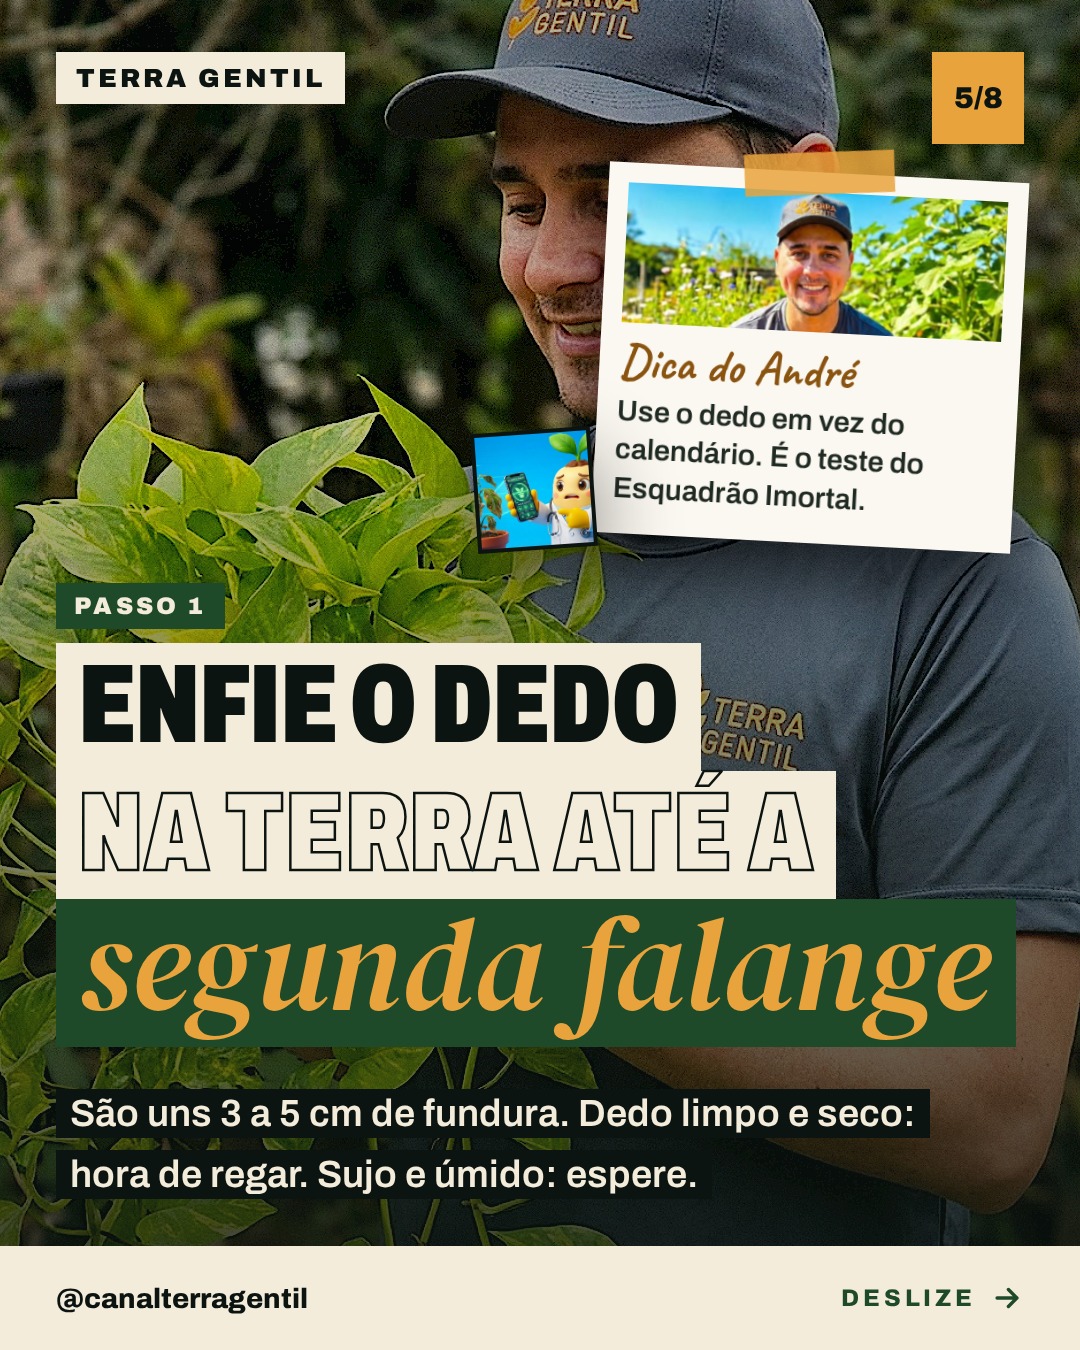 TERRA GENTIL
TERRA
GENTIL
5/8
Dica do André
Use o dedo em vez do
calendário. É o teste do
Esquadrão Imortal.
PASSO 1
ENFIE O DEDO
TERRA
GENTIL
NA TERRA ATÉ A
segunda falange
São uns 3 a 5 cm de fundura. Dedo limpo e seco:
hora de regar. Sujo e úmido: espere.
@canalterragentil
DESLIZE →